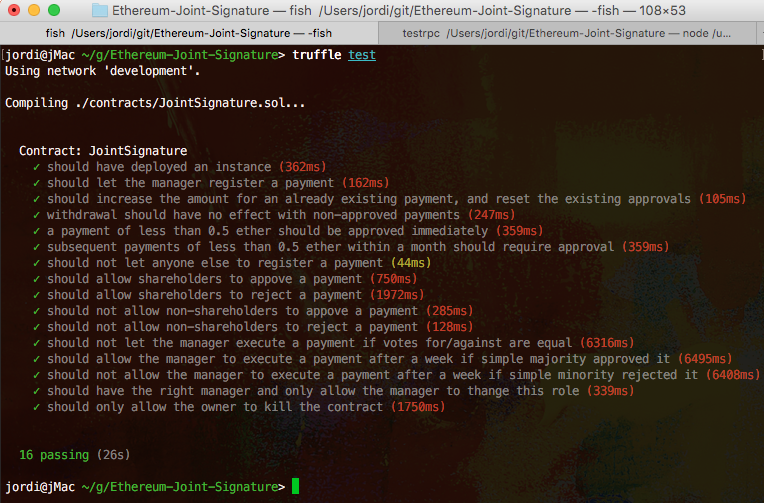 Ethereum-Joint-Signature — fish /Users/jordi/git/Ethereum-Joint-Signature — -fish — 108×53
fish /Users/jordi/git/Ethereum-Joint-Signature — -fish
testrpc /Users/jordi/git/Ethereum-Joint-Signature — node /u...
jordi@jMac ~/g/Ethereum-Joint-Signature> truffle test
Using network 'development'.
Compiling ./contracts/JointSignature.sol...
Contract: JointSignature
✓ should have deployed an instance (362ms)
✓ should let the manager register a payment (162ms)
✓ should increase the amount for an already existing payment, and reset the existing approvals (105ms)
✓ withdrawal should have no effect with non-approved payments (247ms)
✓ a payment of less than 0.5 ether should be approved immediately (359ms)
✓ subsequent payments of less than 0.5 ether within a month should require approval (359ms)
✓ should not let anyone else to register a payment (44ms)
✓ should allow shareholders to appove a payment (750ms)
✓ should allow shareholders to reject a payment (1972ms)
✓ should not allow non-shareholders to appove a payment (285ms)
✓ should not allow non-shareholders to reject a payment (128ms)
✓ should not let the manager execute a payment if votes for/against are equal (6316ms)
✓ should allow the manager to execute a payment after a week if simple majority approved it (6495ms)
✓ should not allow the manager to execute a payment after a week if simple minority rejected it (6408ms)
✓ should have the right manager and only allow the manager to thange this role (339ms)
✓ should only allow the owner to kill the contract (1750ms)
16 passing (26s)
jordi@jMac ~/g/Ethereum-Joint-Signature>